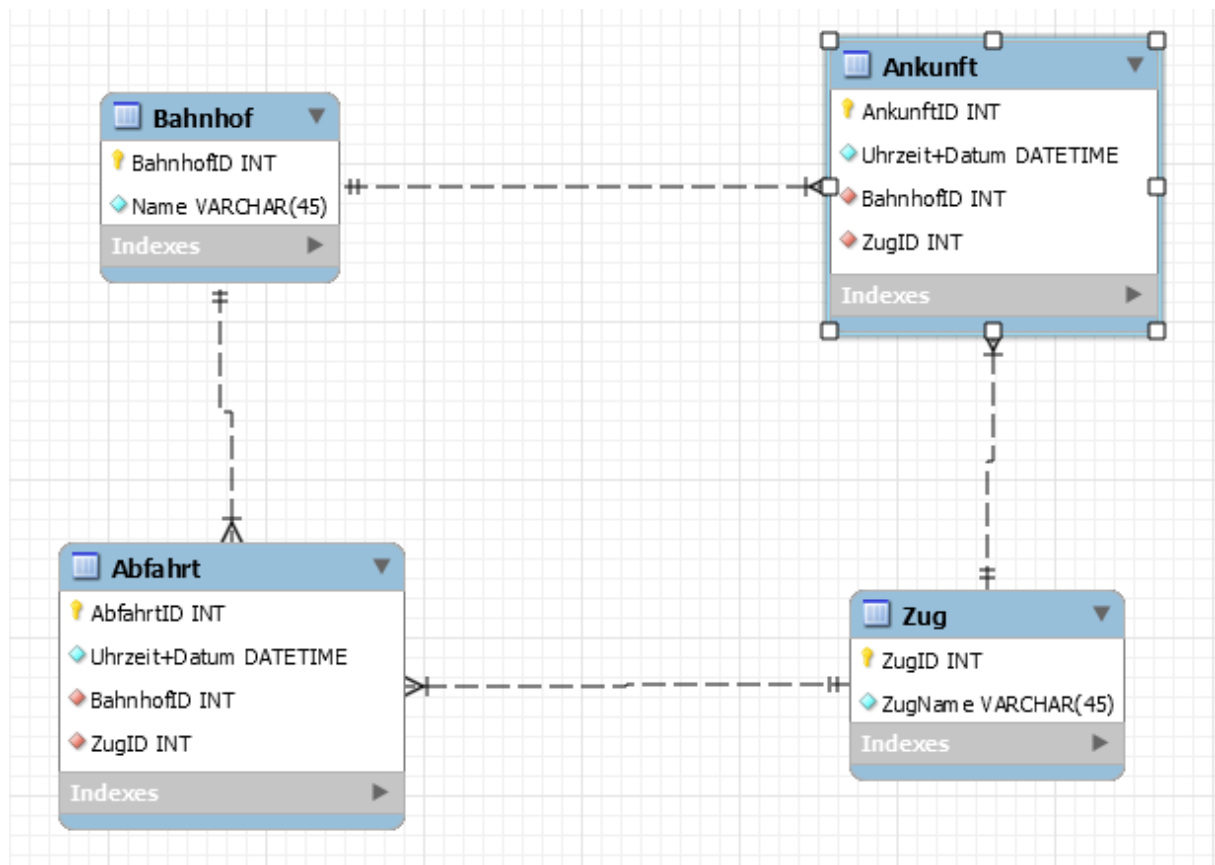 Bahnhof
BahnhofID INT
Name VARCHAR(45)
Indexes
Ankunft
AnkunftID INT
Uhrzeit+Datum DATETIME
BahnhofID INT
ZugID INT
Indexes
Abfahrt
AbfahrtID INT
Uhrzeit+Datum DATETIME
BahnhofID INT
ZugID INT
Indexes
Zug
ZugID INT
ZugName VARCHAR(45)
Indexes